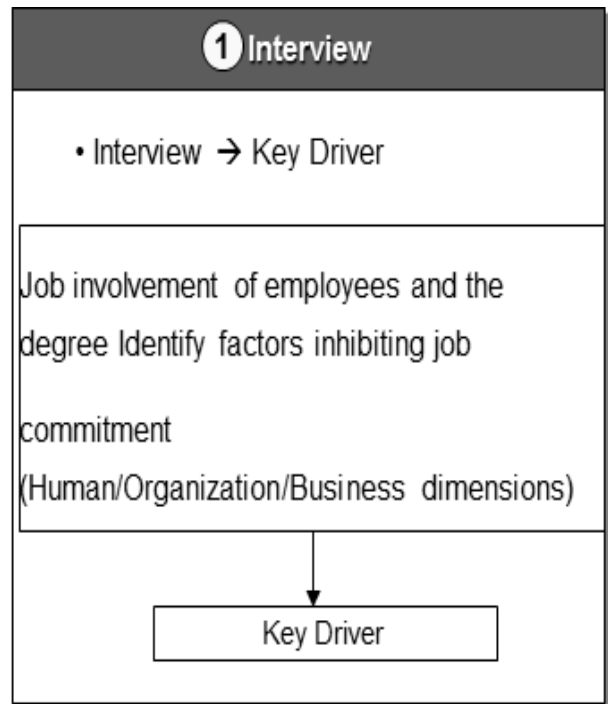 1 Interview
• Interview → Key Driver
Job involvement of employees and the
degree Identify factors inhibiting job
commitment
(Human/Organization/Business dimensions)
Key Driver